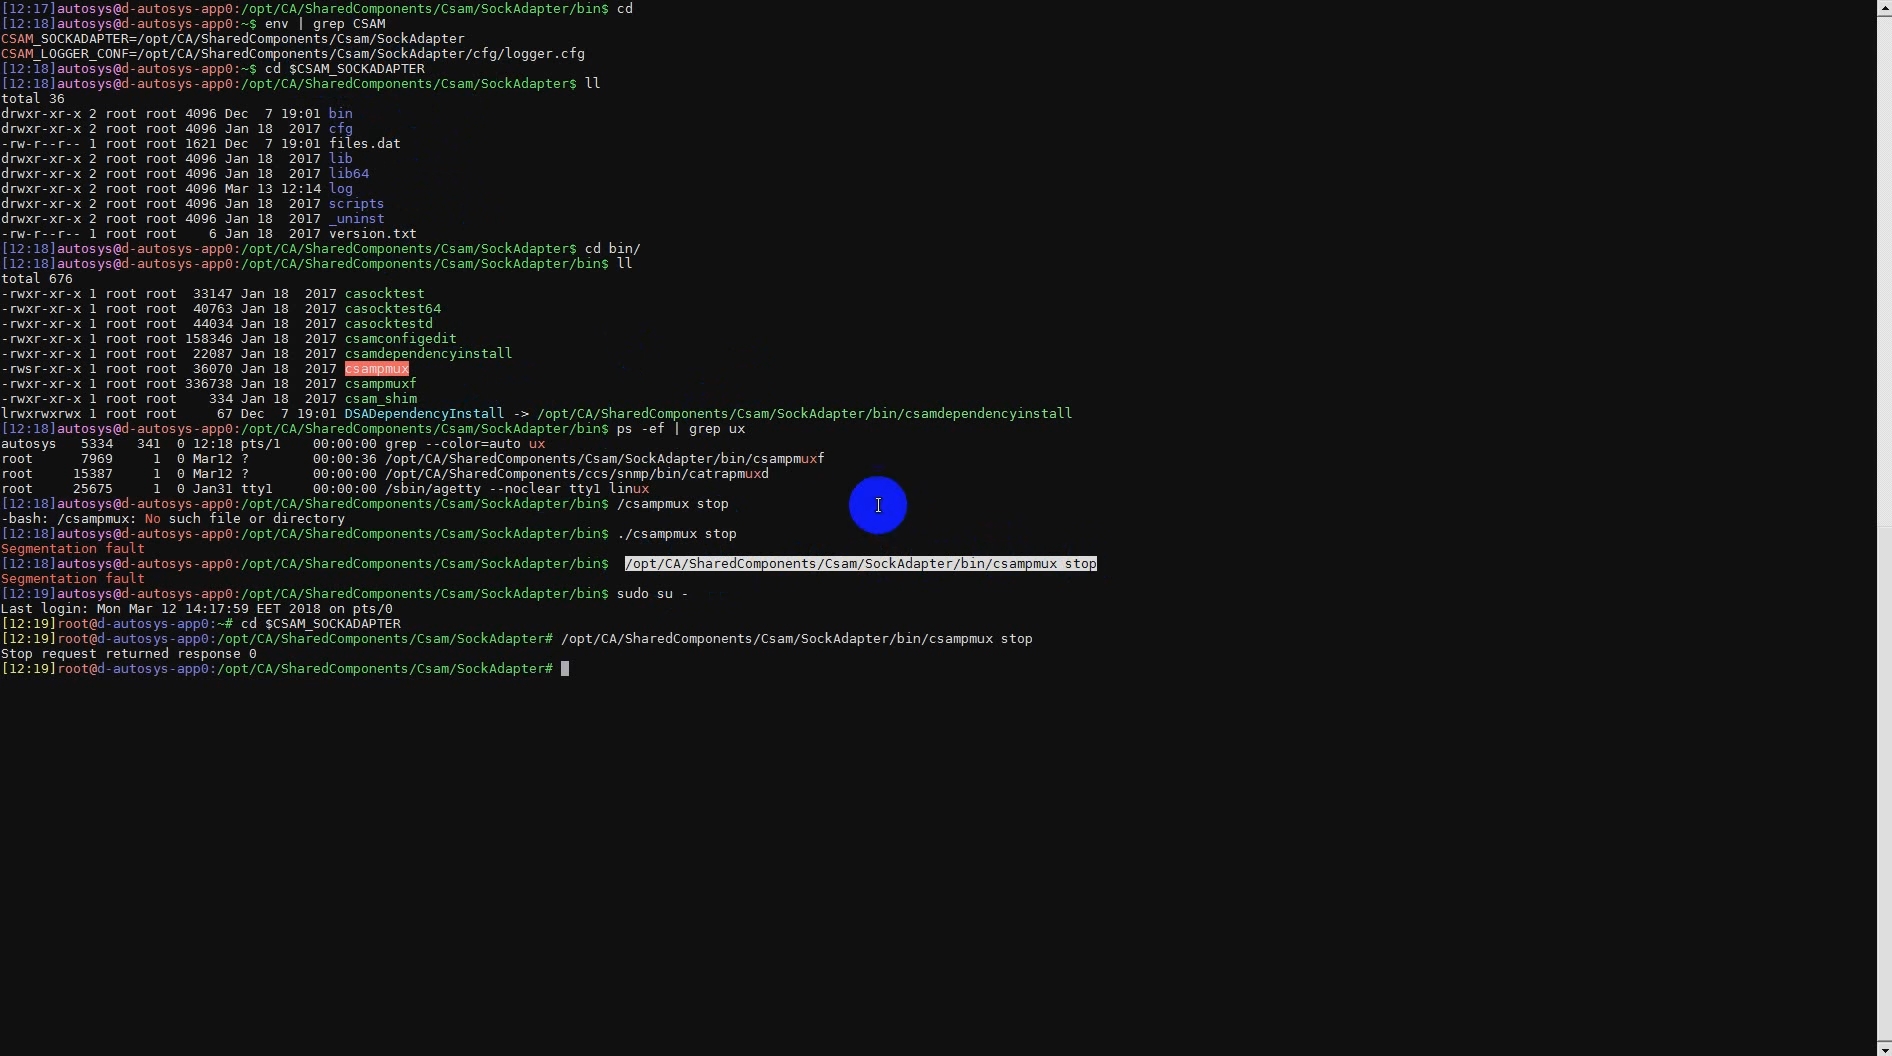 [12:17]autosys@d-autosys-app0:/opt/CA/SharedComponents/Csam/SockAdapter/bin$ cd
[12:18]autosys@d-autosys-app0:~$ env | grep CSAM
CSAM_SOCKADAPTER=/opt/CA/SharedComponents/Csam/SockAdapter
CSAM_LOGGER_CONF=/opt/CA/SharedComponents/Csam/SockAdapter/cfg/logger.cfg
[12:18]autosys@d-autosys-app0:~$ cd $CSAM_SOCKADAPTER
[12:18]autosys@d-autosys-app0:/opt/CA/SharedComponents/Csam/SockAdapter$ ll
total 36
drwxr-xr-x 2 root root 4096 Dec  7 19:01 bin
drwxr-xr-x 2 root root 4096 Jan 18  2017 cfg
-rw-r--r-- 1 root root 1621 Dec  7 19:01 files.dat
drwxr-xr-x 2 root root 4096 Jan 18  2017 lib
drwxr-xr-x 2 root root 4096 Jan 18  2017 lib64
drwxr-xr-x 2 root root 4096 Mar 13 12:14 log
drwxr-xr-x 2 root root 4096 Jan 18  2017 scripts
drwxr-xr-x 2 root root 4096 Jan 18  2017 _uninst
-rw-r--r-- 1 root root    6 Jan 18  2017 version.txt
[12:18]autosys@d-autosys-app0:/opt/CA/SharedComponents/Csam/SockAdapter$ cd bin/
[12:18]autosys@d-autosys-app0:/opt/CA/SharedComponents/Csam/SockAdapter/bin$ ll
total 676
-rwxr-xr-x 1 root root  33147 Jan 18  2017 casocktest
-rwxr-xr-x 1 root root  40763 Jan 18  2017 casocktest64
-rwxr-xr-x 1 root root  44034 Jan 18  2017 casocktestd
-rwxr-xr-x 1 root root 158346 Jan 18  2017 csamconfigedit
-rwxr-xr-x 1 root root  22087 Jan 18  2017 csamdependencyinstall
-rwsr-xr-x 1 root root  36070 Jan 18  2017 csampmux
-rwxr-xr-x 1 root root 336738 Jan 18  2017 csampmuxf
-rwxr-xr-x 1 root root    334 Jan 18  2017 csam_shim
lrwxrwxrwx 1 root root     67 Dec  7 19:01 DSADependencyInstall -> /opt/CA/SharedComponents/Csam/SockAdapter/bin/csamdependencyinstall
[12:18]autosys@d-autosys-app0:/opt/CA/SharedComponents/Csam/SockAdapter/bin$ ps -ef | grep ux
autosys   5334   341  0 12:18 pts/1    00:00:00 grep --color=auto ux
root      7969     1  0 Mar12 ?        00:00:36 /opt/CA/SharedComponents/Csam/SockAdapter/bin/csampmuxf
root     15387     1  0 Mar12 ?        00:00:00 /opt/CA/SharedComponents/ccs/snmp/bin/catrapmuxd
root     25675     1  0 Jan31 tty1     00:00:00 /sbin/agetty --noclear tty1 linux
[12:18]autosys@d-autosys-app0:/opt/CA/SharedComponents/Csam/SockAdapter/bin$ /csampmux stop
-bash: /csampmux: No such file or directory
[12:18]autosys@d-autosys-app0:/opt/CA/SharedComponents/Csam/SockAdapter/bin$ ./csampmux stop
Segmentation fault
[12:18]autosys@d-autosys-app0:/opt/CA/SharedComponents/Csam/SockAdapter/bin$  /opt/CA/SharedComponents/Csam/SockAdapter/bin/csampmux stop
Segmentation fault
[12:19]autosys@d-autosys-app0:/opt/CA/SharedComponents/Csam/SockAdapter/bin$ sudo su -
Last login: Mon Mar 12 14:17:59 EET 2018 on pts/0
[12:19]root@d-autosys-app0:~# cd $CSAM_SOCKADAPTER
[12:19]root@d-autosys-app0:/opt/CA/SharedComponents/Csam/SockAdapter# /opt/CA/SharedComponents/Csam/SockAdapter/bin/csampmux stop
Stop request returned response 0
[12:19]root@d-autosys-app0:/opt/CA/SharedComponents/Csam/SockAdapter#